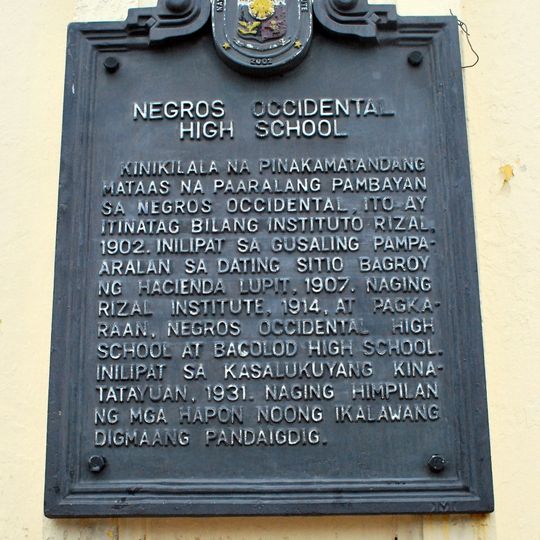 2002
NEGROS OCCIDENTAL
HIGH SCHOOL
KINIKILALA NA PINAKAMATANDANG
MATAAS NA PAARALANG PAMBAYAN
SA NEGROS OCCIDENTAL, ITO AY
ITINATAG BILANG INSTITUTO RIZAL,
1902. INILIPAT SA GUSALING PAMPA-
ARALAN SA DATING SITIO BAGROY
NG HACIENDA LUPIT, 1907. NAGING
RIZAL INSTITUTE, 1914, AT PAGKA-
RAAN, NEGROS OCCIDENTAL HIGH
SCHOOL AT BACOLOD HIGH SCHOOL.
INILIPAT SA KASALUKUYANG KINA-
TATAYUAN, 1931. NAGING HIMPILAN
NG MGA HAPON NOONG IKALAWANG
DIGMAANG PANDAIGDIG.